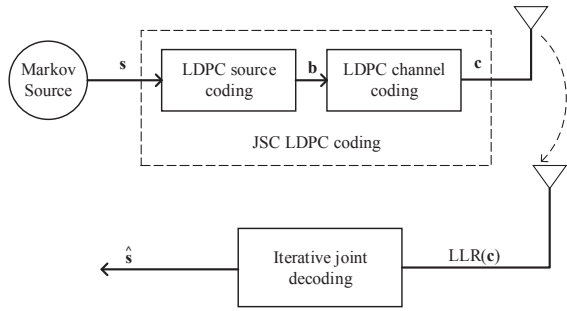 Markov
Source
s
LDPC source
coding
b
LDPC channel
coding
c
JSC LDPC coding
ŝ
Iterative joint
decoding
LLR(c)